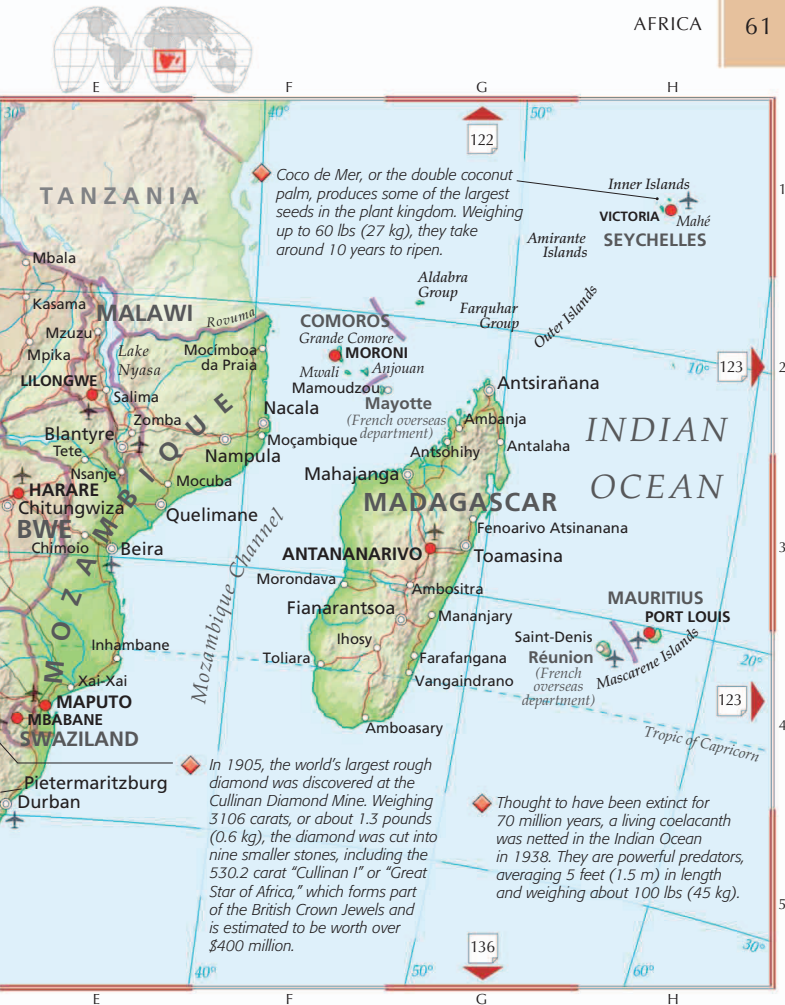 AFRICA 61
E F G H
30°
40°
50°
122
1
Coco de Mer, or the double coconut
palm, produces some of the largest
seeds in the plant kingdom. Weighing
up to 60 lbs (27 kg), they take
around 10 years to ripen.
Inner Islands
VICTORIA
Mahé
SEYCHELLES
Amirante
Islands
TANZANIA
Mbala
Aldabra
Group
Farquhar
Group
Outer Islands
Kasama
MALAWI
Rovuma
COMOROS
Grande Comore
MORONI
Mzuzu
Mpika
Lake
Nyasa
Mocímboa
da Praia
Mwali
Anjouan
Mamoudzou
Mayotte
(French overseas
department)
10°
123
2
LILONGWE
Salima
Antsirañana
Zomba
Nacala
Ambanja
INDIAN
OCEAN
Blantyre
Tete
Moçambique
Antsohihy
Antalaha
Nampula
Nsanje
Mocuba
Mahajanga
HARARE
Chitungwiza
MOZAMBIQUE
Quelimane
MADAGASCAR
BWE
Fenoarivo Atsinanana
Chimoio
Beira
Mozambique Channel
ANTANANARIVO
Toamasina
3
Morondava
Ambositra
MAURITIUS
PORT LOUIS
Fianarantsoa
Mananjary
Ihosy
Saint-Denis
Réunion
(French
overseas
department)
Mascarene Islands
Inhambane
Toliara
Farafangana
Vangaindrano
20°
Xai-Xai
MAPUTO
MBABANE
SWAZILAND
Amboasary
123
4
Tropic of Capricorn
Pietermaritzburg
Durban
In 1905, the world's largest rough
diamond was discovered at the
Cullinan Diamond Mine. Weighing
3106 carats, or about 1.3 pounds
(0.6 kg), the diamond was cut into
nine smaller stones, including the
530.2 carat "Cullinan I" or "Great
Star of Africa," which forms part
of the British Crown Jewels and
is estimated to be worth over
$400 million.
Thought to have been extinct for
70 million years, a living coelacanth
was netted in the Indian Ocean
in 1938. They are powerful predators,
averaging 5 feet (1.5 m) in length
and weighing about 100 lbs (45 kg).
5
136
30°
40°
50°
60°
E F G H